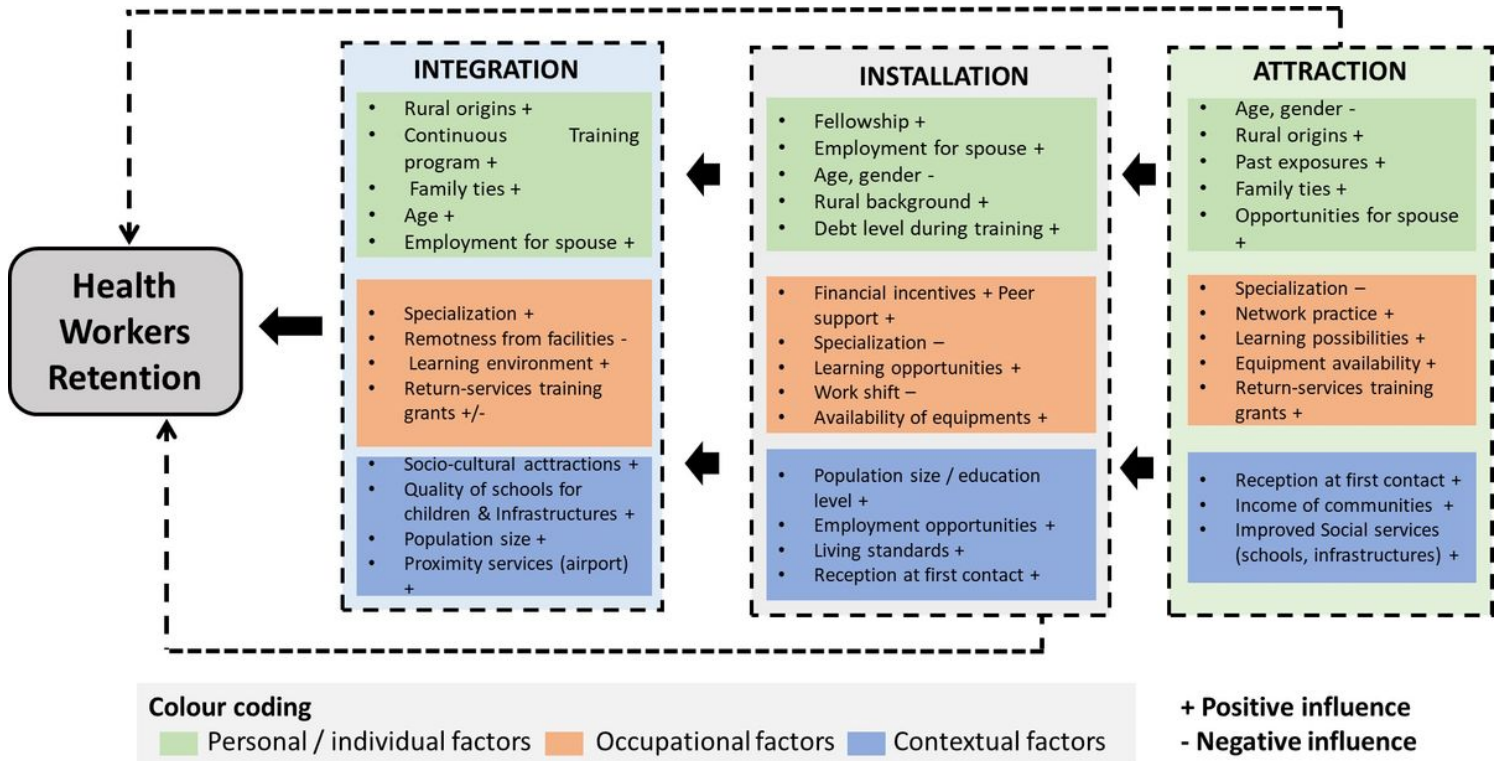 INTEGRATION
• Rural origins +
• Continuous Training
program +
• Family ties +
• Age +
• Employment for spouse +
• Specialization +
• Remotness from facilities -
• Learning environment +
• Return-services training
grants +/-
• Socio-cultural acttractions +
• Quality of schools for
children & Infrastructures +
• Population size +
• Proximity services (airport)
+
INSTALLATION
• Fellowship +
• Employment for spouse +
• Age, gender -
• Rural background +
• Debt level during training +
• Financial incentives + Peer
support +
• Specialization –
• Learning opportunities +
• Work shift –
• Availability of equipments +
• Population size / education
level +
• Employment opportunities +
• Living standards +
• Reception at first contact +
ATTRACTION
• Age, gender -
• Rural origins +
• Past exposures +
• Family ties +
• Opportunities for spouse
+
• Specialization –
• Network practice +
• Learning possibilities +
• Equipment availability +
• Return-services training
grants +
• Reception at first contact +
• Income of communities +
• Improved Social services
(schools, infrastructures) +
Health
Workers
Retention
Colour coding
Personal / individual factors
Occupational factors
Contextual factors
+ Positive influence
- Negative influence